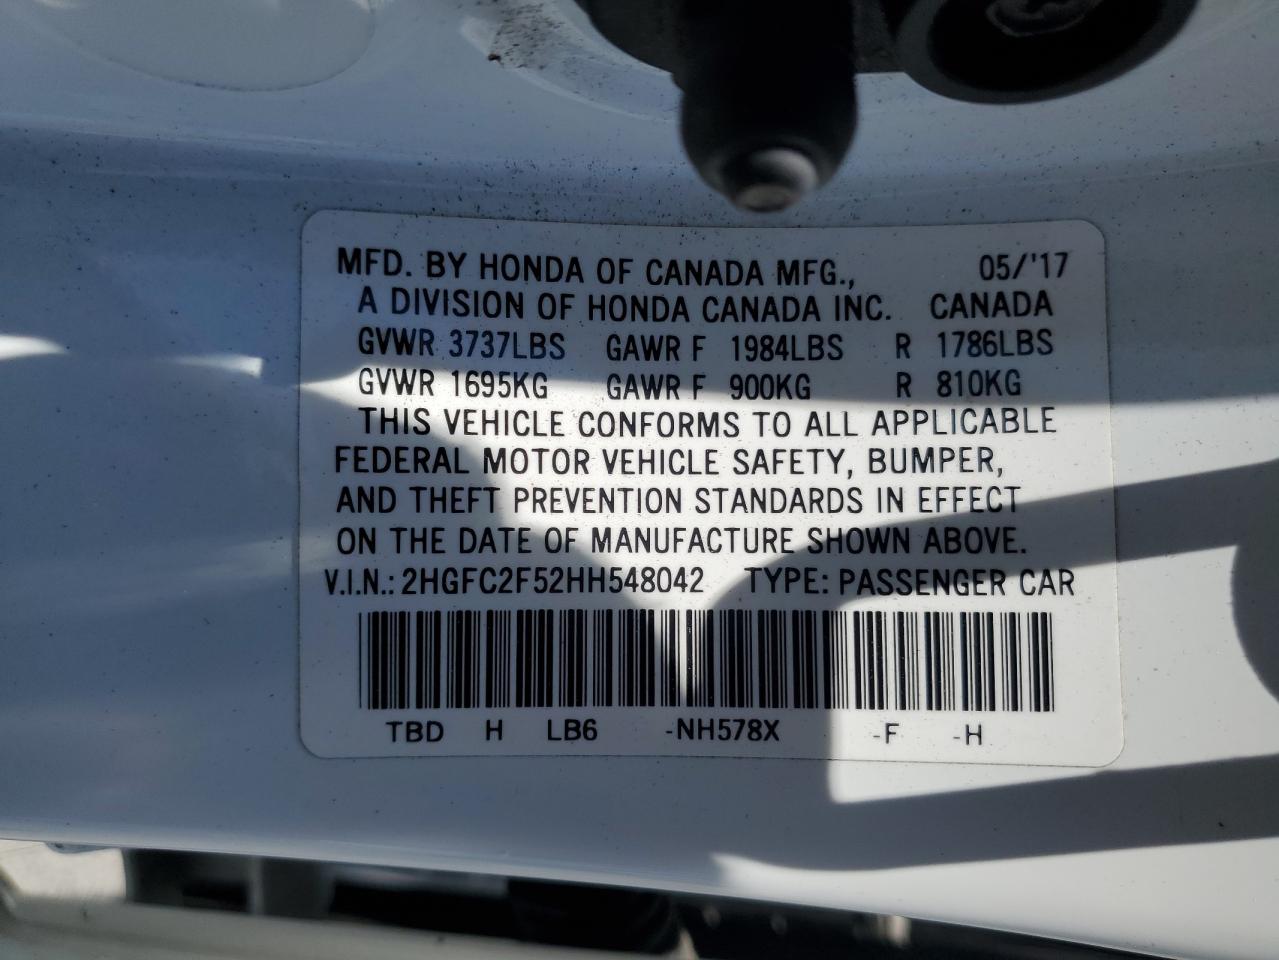 MFD. BY HONDA OF CANADA MFG., 05/'17
A DIVISION OF HONDA CANADA INC. CANADA
GVWR 3737LBS GAWR F 1984LBS R 1786LBS
GVWR 1695KG GAWR F 900KG R 810KG
THIS VEHICLE CONFORMS TO ALL APPLICABLE
FEDERAL MOTOR VEHICLE SAFETY, BUMPER,
AND THEFT PREVENTION STANDARDS IN EFFECT
ON THE DATE OF MANUFACTURE SHOWN ABOVE.
V.I.N.: 2HGFC2F52HH548042 TYPE: PASSENGER CAR
TBD H LB6 -NH578X -F -H